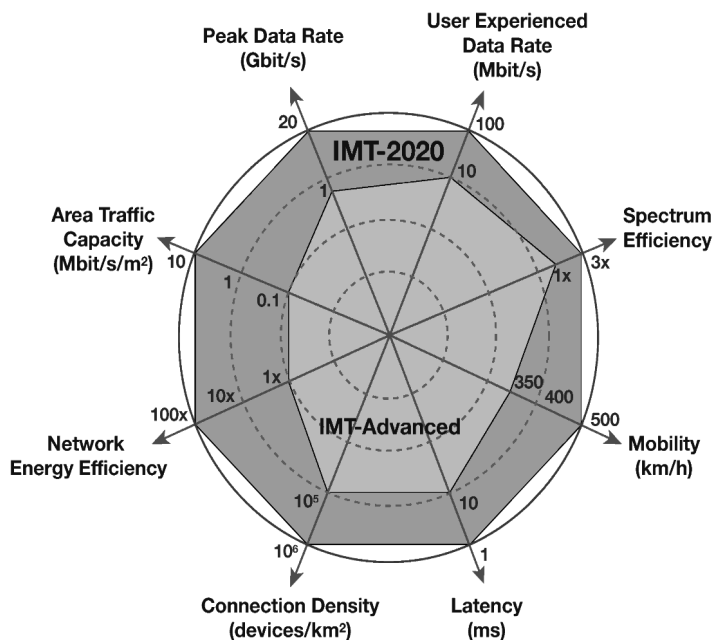 User Experienced
Peak Data Rate
Data Rate
(Gbit/s)
(Mbit/s)
20
100
IMT-2020
10
1
Area Traffic
Capacity
(Mbit/s/m²)
Spectrum
Efficiency
10
1
0.1
1x
3x
1x
10x
100x
350
400
500
Network
Energy Efficiency
IMT-Advanced
Mobility
(km/h)
10⁵
10
10⁶
1
Connection Density
(devices/km²)
Latency
(ms)